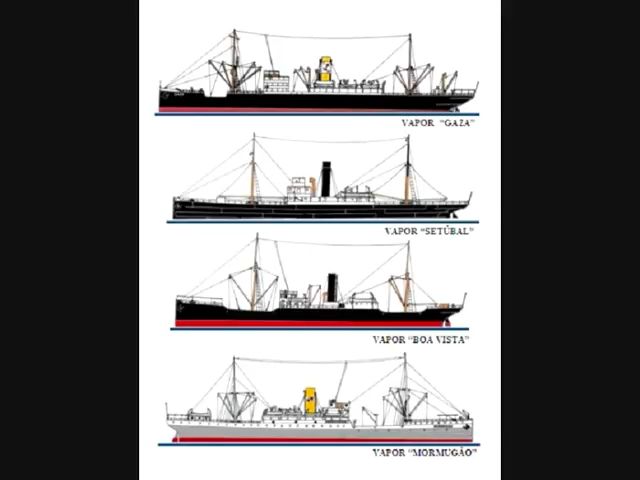 VAPOR "GAZA"
VAPOR “SETÚBAL”
VAPOR “BOA VISTA”
VAPOR “MORMUGÃO”